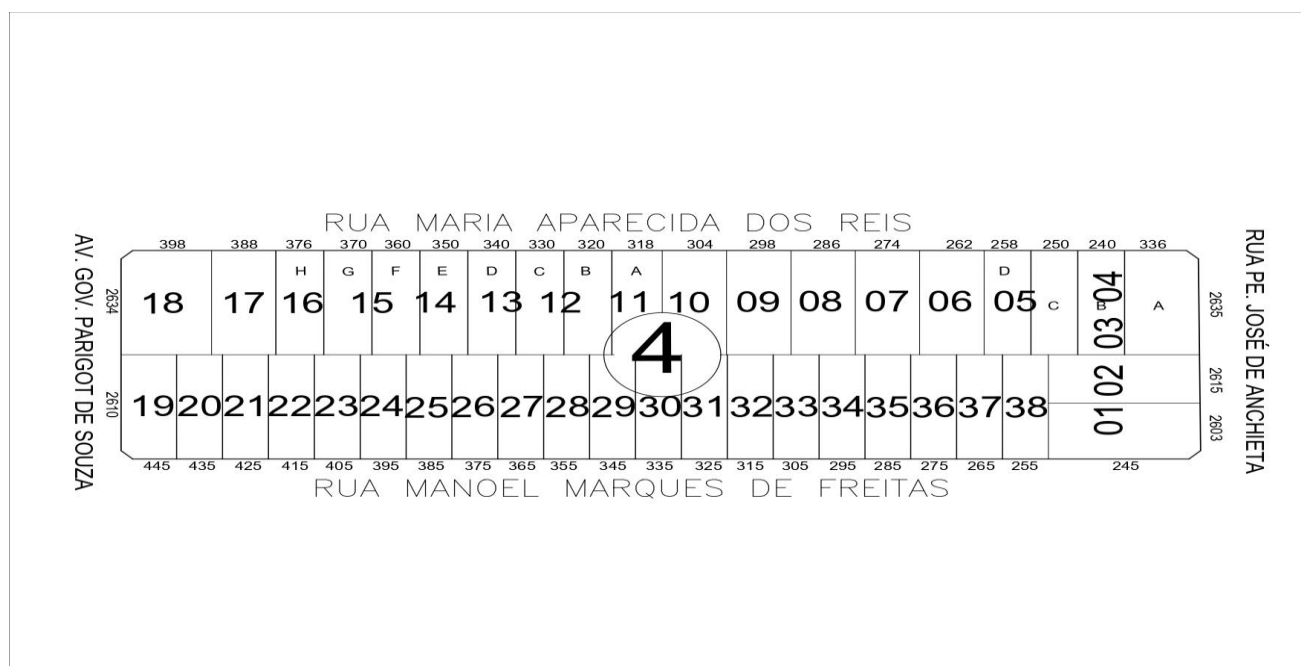 RUA MARIA APARECIDA DOS REIS
398 388 376 370 360 350 340 330 320 318 304 298 286 274 262 258 250 240 336
H G F E D C B A D C B A
18 17 16 15 14 13 12 11 10 09 08 07 06 05 04
03
02
01
4
19 20 21 22 23 24 25 26 27 28 29 30 31 32 33 34 35 36 37 38
445 435 425 415 405 395 385 375 365 355 345 335 325 315 305 295 285 275 265 255 245
RUA MANOEL MARQUES DE FREITAS
AV. GOV. PARIGOT DE SOUZA
2634
2610
2635
2615
2603
RUA PE. JOSÉ DE ANCHIETA